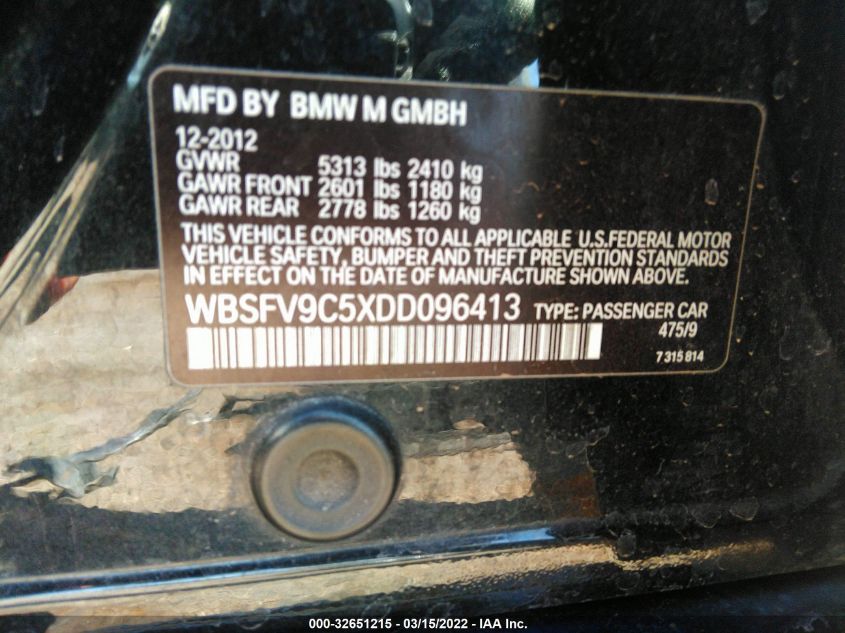 MFD BY BMW M GMBH
12-2012
GVWR 5313 lbs 2410 kg
GAWR FRONT 2601 lbs 1180 kg
GAWR REAR 2778 lbs 1260 kg
THIS VEHICLE CONFORMS TO ALL APPLICABLE U.S.FEDERAL MOTOR
VEHICLE SAFETY, BUMPER AND THEFT PREVENTION STANDARDS
IN EFFECT ON THE DATE OF MANUFACTURE SHOWN ABOVE.
WBSFV9C5XDD096413 TYPE: PASSENGER CAR
475/9
7 315 814
000-32651215 - 03/15/2022 - IAA Inc.